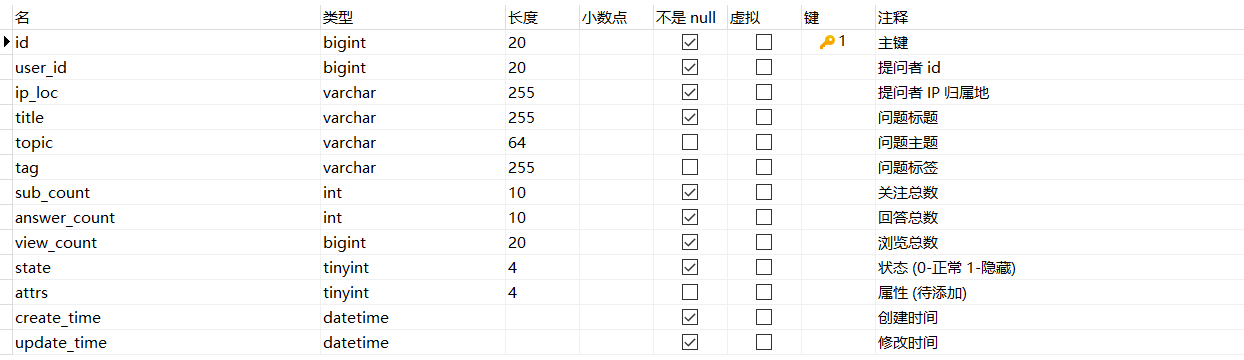 名 类型 长度 小数点 不是 null 虚拟 键 注释
id bigint 20 1 主键
user_id bigint 20 提问者 id
ip_loc varchar 255 提问者 IP 归属地
title varchar 255 问题标题
topic varchar 64 问题主题
tag varchar 255 问题标签
sub_count int 10 关注总数
answer_count int 10 回答总数
view_count bigint 20 浏览总数
state tinyint 4 状态 (0-正常 1-隐藏)
attrs tinyint 4 属性 (待添加)
create_time datetime 创建时间
update_time datetime 修改时间